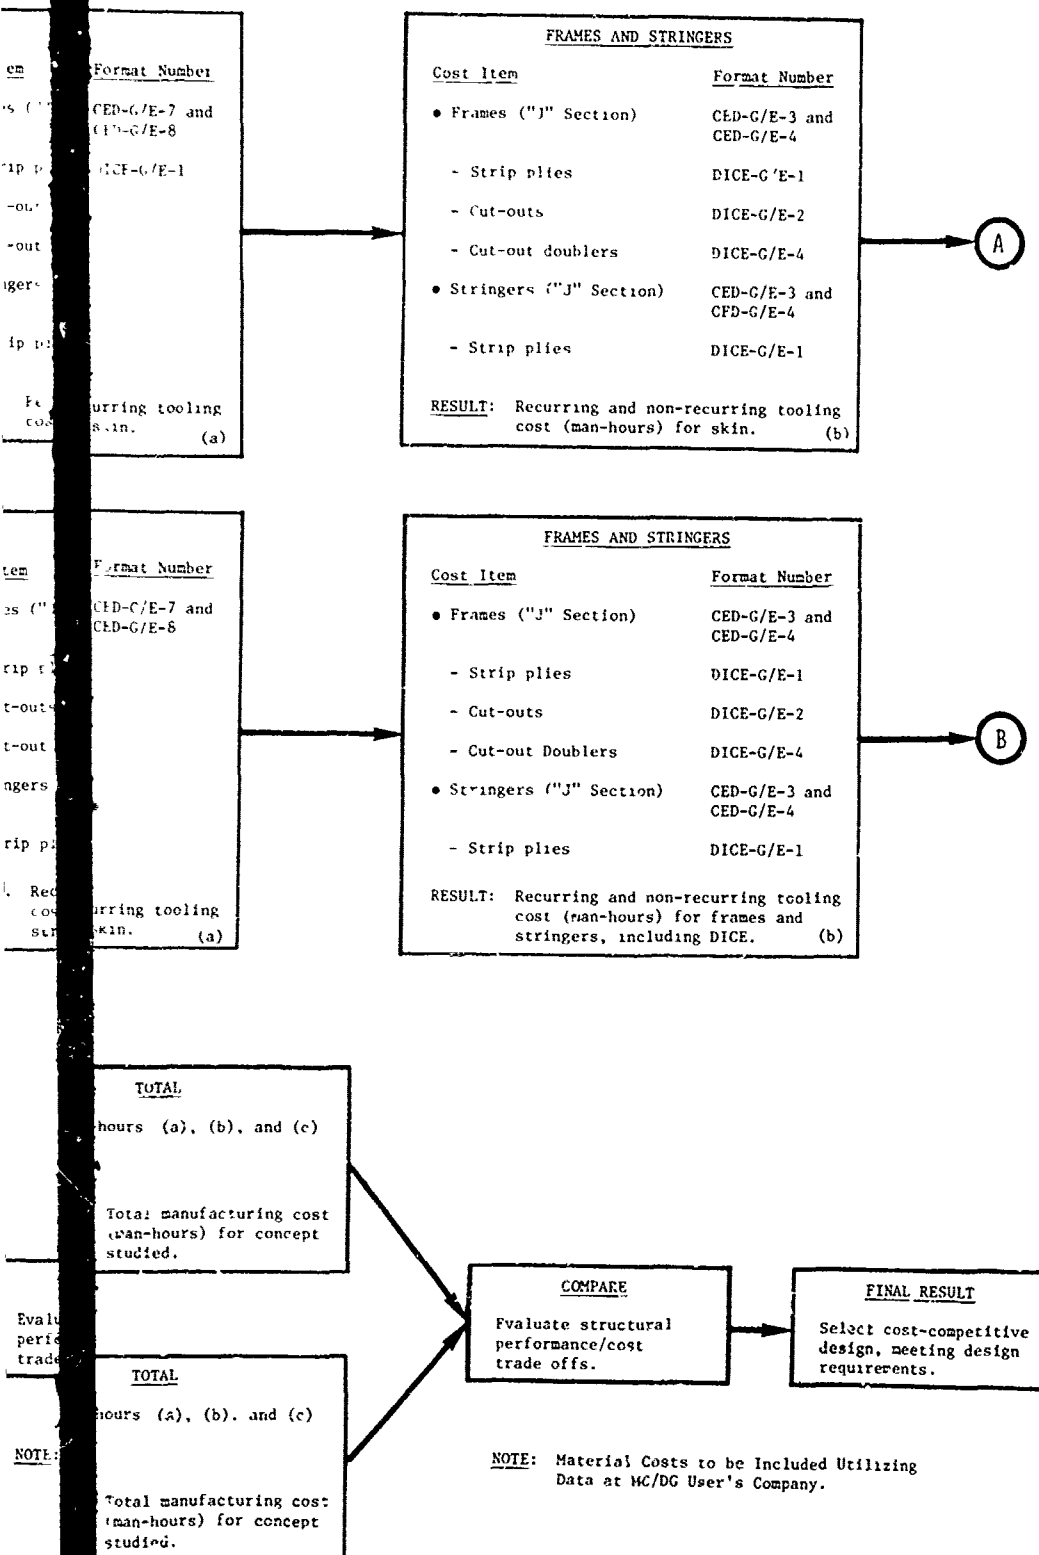 Format Number
CED-G/E-7 and
CED-G/E-8
DICE-G/E-1
urring tooling
skin.
(a)
FRAMES AND STRINGERS
Cost Item Format Number
• Frames ("J" Section) CED-G/E-3 and
CED-G/E-4
- Strip plies DICE-G/E-1
- Cut-outs DICE-G/E-2
- Cut-out doublers DICE-G/E-4
• Stringers ("J" Section) CED-G/E-3 and
CED-G/E-4
- Strip plies DICE-G/E-1
RESULT: Recurring and non-recurring tooling
cost (man-hours) for skin. (b)
A
Format Number
CED-G/E-7 and
CED-G/E-8
urring tooling
skin.
(a)
FRAMES AND STRINGERS
Cost Item Format Number
• Frames ("J" Section) CED-G/E-3 and
CED-G/E-4
- Strip plies DICE-G/E-1
- Cut-outs DICE-G/E-2
- Cut-out Doublers DICE-G/E-4
• Stringers ("J" Section) CED-G/E-3 and
CED-G/E-4
- Strip plies DICE-G/E-1
RESULT: Recurring and non-recurring tooling
cost (man-hours) for frames and
stringers, including DICE. (b)
B
TOTAL
hours (a), (b), and (c)
Total manufacturing cost
(man-hours) for concept
studied.
COMPARE
Evaluate structural
performance/cost
trade offs.
FINAL RESULT
Select cost-competitive
design, meeting design
requirements.
TOTAL
hours (a), (b). and (c)
NOTE:
Total manufacturing cost
(man-hours) for concept
studied.
NOTE: Material Costs to be Included Utilizing
Data at MC/DG User's Company.